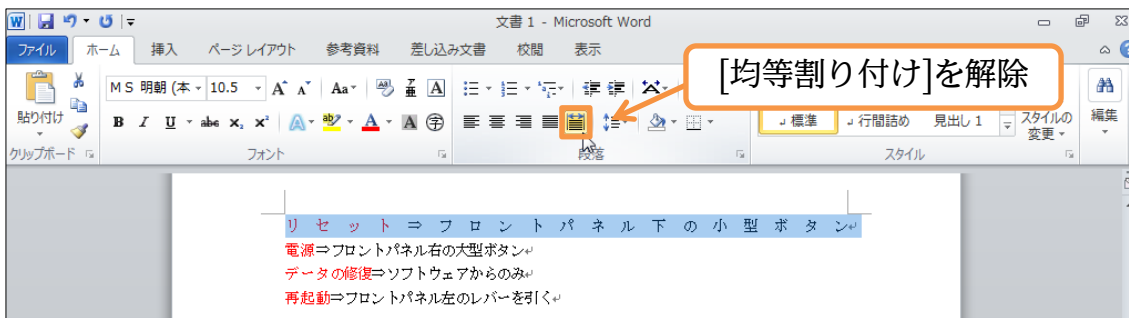 文書 1 - Microsoft Word
ファイル ホーム 挿入 ページ レイアウト 参考資料 差し込み文書 校閲 表示
[均等割り付け]を解除
貼り付け
ＭＳ 明朝 (本 10.5
標準 行間詰め 見出し 1
スタイルの変更
編集
クリップボード フォント 段落 スタイル
リセット⇒フロントパネル下の小型ボタン
電源⇒フロントパネル右の大型ボタン
データの修復⇒ソフトウェアからのみ
再起動⇒フロントパネル左のレバーを引く